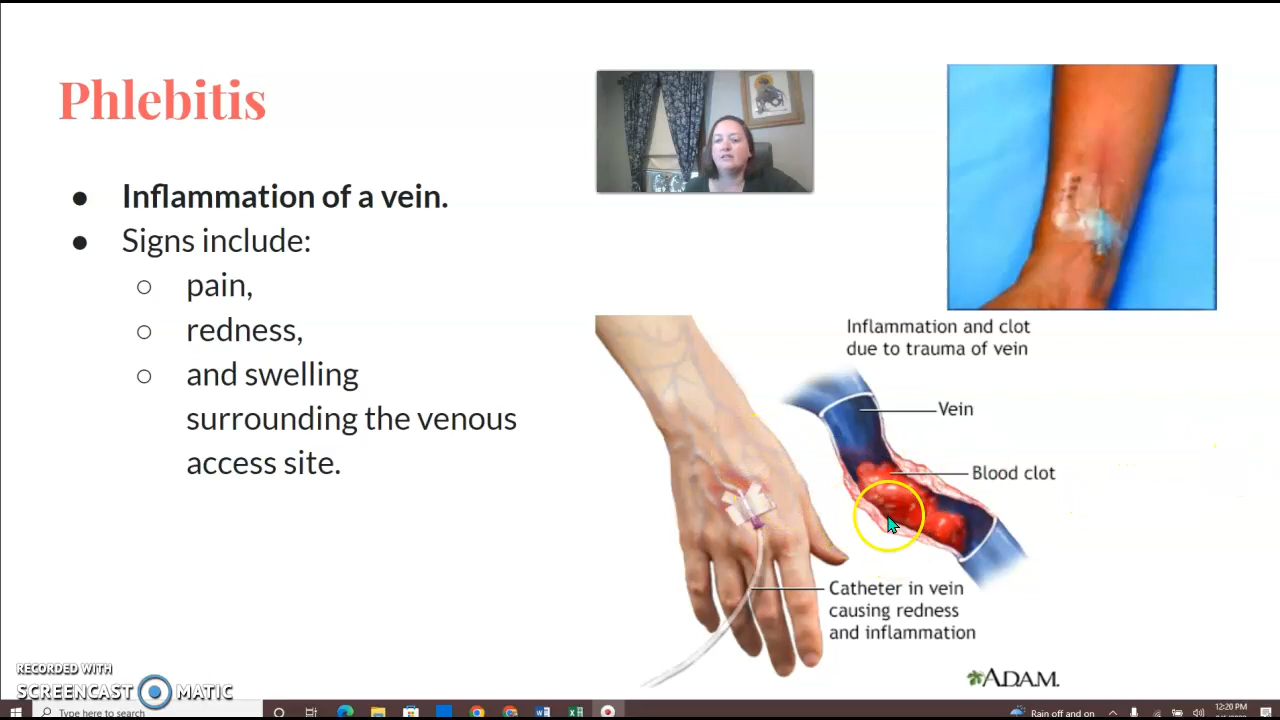 Phlebitis
● Inflammation of a vein.
● Signs include:
○ pain,
○ redness,
○ and swelling
surrounding the venous
access site.
Inflammation and clot
due to trauma of vein
Vein
Blood clot
Catheter in vein
causing redness
and inflammation
ADAM.
RECORDED WITH
SCREENCAST MATIC
Type here to search
Rain off and on
12:20 PM